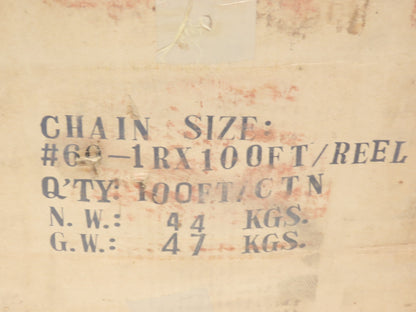 CHAIN SIZE:
#60-1RX100FT/REEL
Q'TY: 100FT/CTN
N.W.: 44 KGS.
G.W.: 47 KGS.